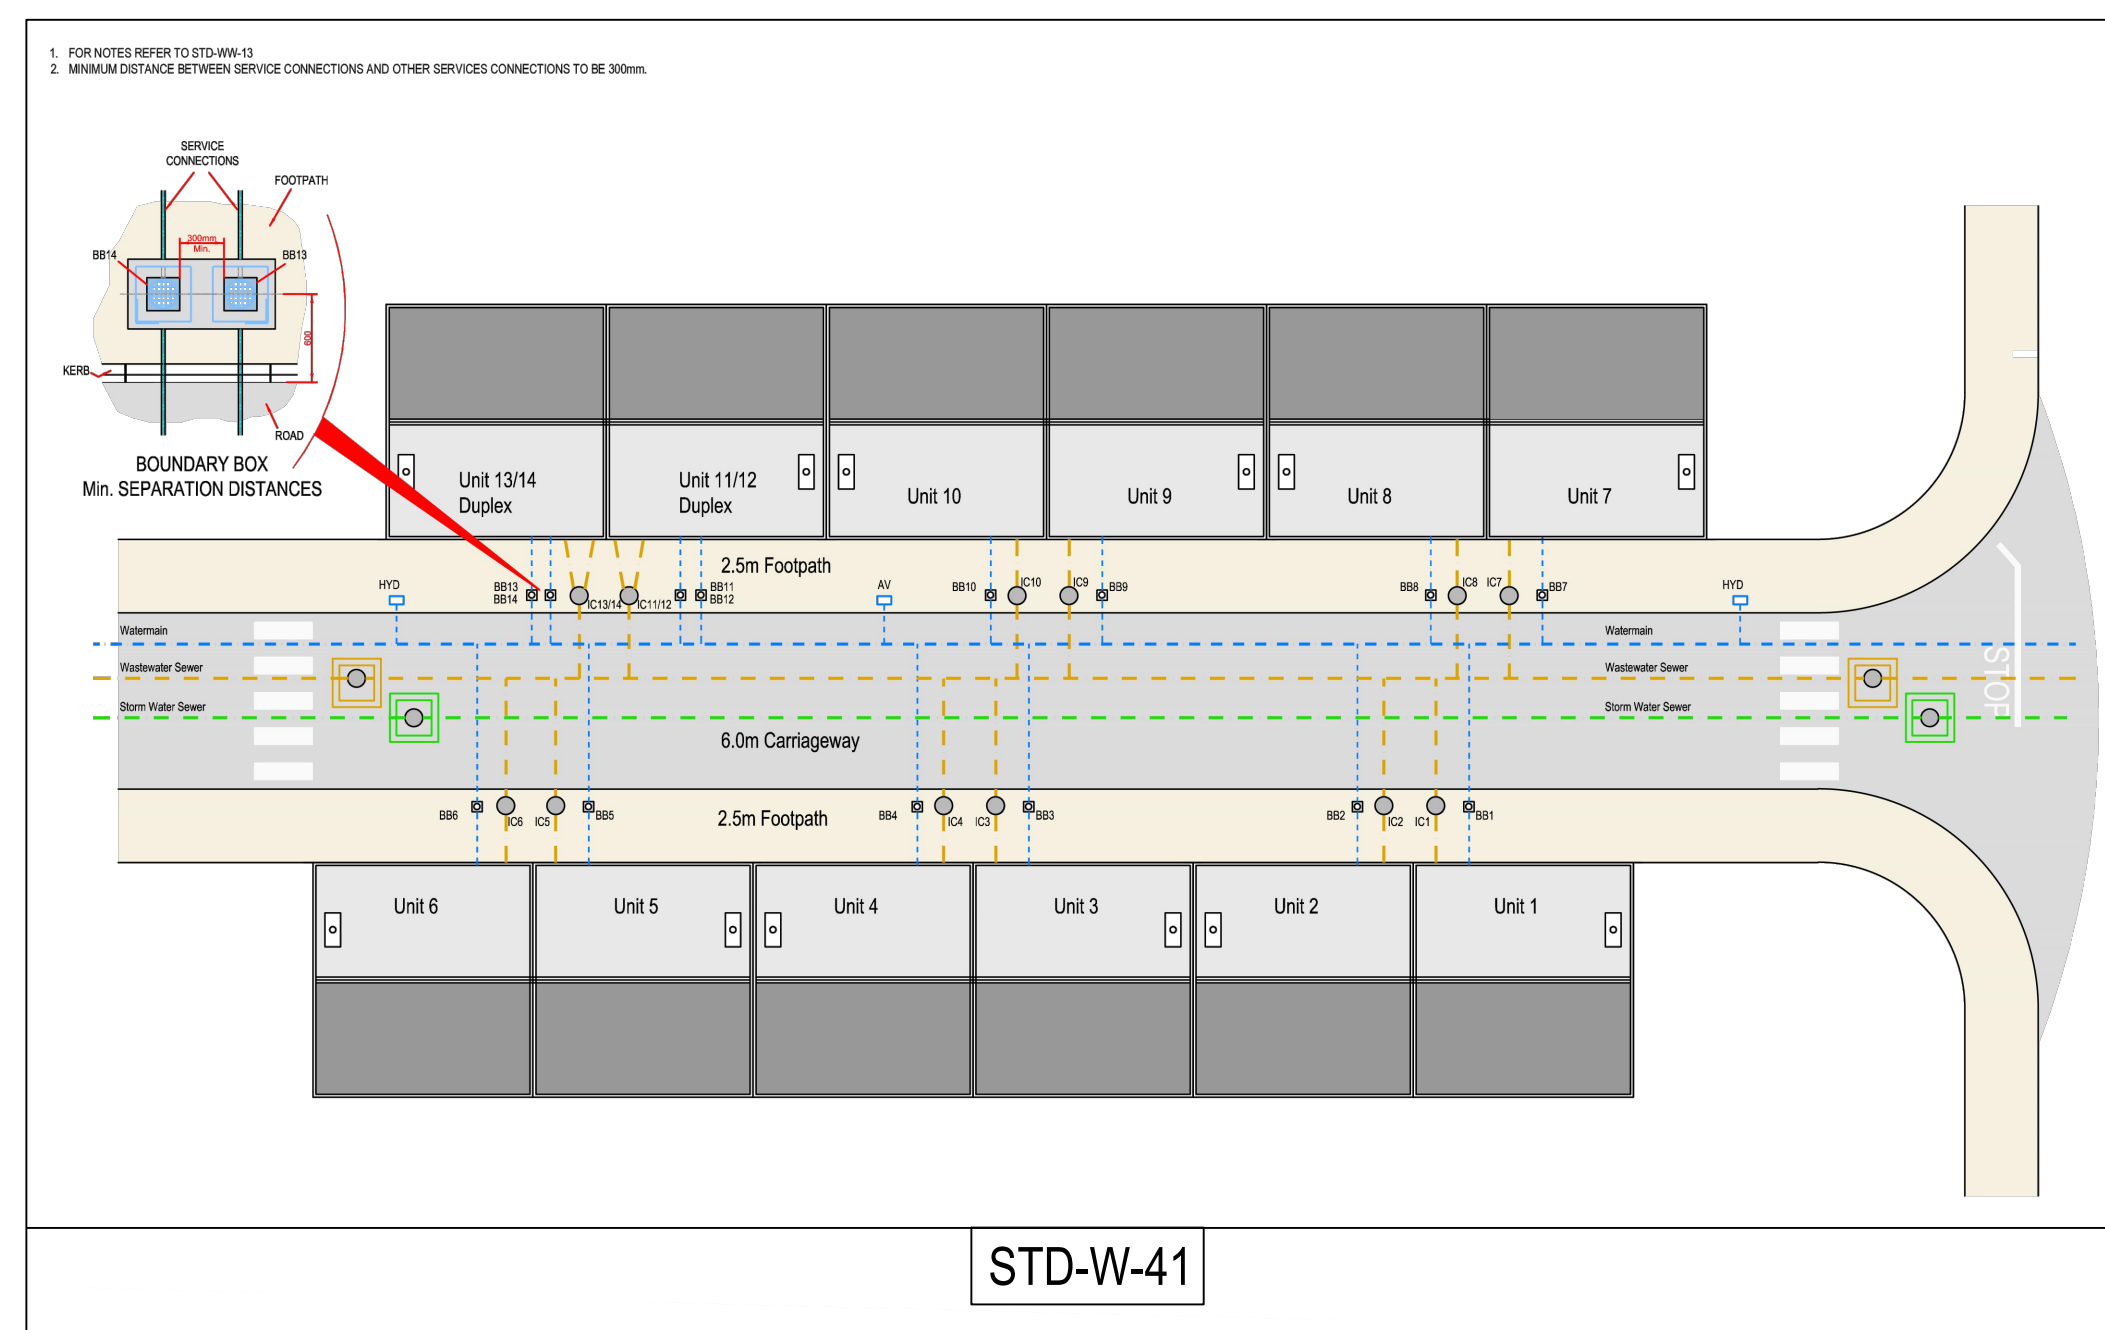 1. FOR NOTES REFER TO STD-WW-13
2. MINIMUM DISTANCE BETWEEN SERVICE CONNECTIONS AND OTHER SERVICES CONNECTIONS TO BE 300mm.
SERVICE
CONNECTIONS
FOOTPATH
300mm
Min.
BB14
BB13
600
KERB
ROAD
BOUNDARY BOX
Min. SEPARATION DISTANCES
Unit 13/14
Duplex
Unit 11/12
Duplex
Unit 10
Unit 9
Unit 8
Unit 7
2.5m Footpath
HYD
BB13
BB14
IC13/14
IC11/12
BB11
BB12
AV
BB10
IC10
IC9
BB9
BB8
IC8
IC7
BB7
HYD
Watermain
Watermain
Wastewater Sewer
Wastewater Sewer
Storm Water Sewer
Storm Water Sewer
STOP
6.0m Carriageway
BB6
IC6
IC5
BB5
2.5m Footpath
BB4
IC4
IC3
BB3
BB2
IC2
IC1
BB1
Unit 6
Unit 5
Unit 4
Unit 3
Unit 2
Unit 1
STD-W-41